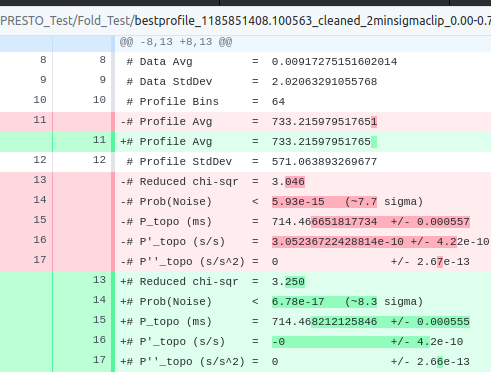 PRESTO_Test/Fold_Test/bestprofile_1185851408.100563_cleaned_2minsigmaclip_0.00-0.7
@@ -8,13 +8,13 @@
8 8 # Data Avg = 0.00917275151602014
9 9 # Data StdDev = 2.02063291055768
10 10 # Profile Bins = 64
11 -# Profile Avg = 733.215979517651
11 +# Profile Avg = 733.21597951765
12 12 # Profile StdDev = 571.063893269677
13 -# Reduced chi-sqr = 3.046
14 -# Prob(Noise) < 5.93e-15 (~7.7 sigma)
15 -# P_topo (ms) = 714.466651817734 +/- 0.000557
16 -# P'_topo (s/s) = 3.05236722428814e-10 +/- 4.22e-10
17 -# P''_topo (s/s^2) = 0 +/- 2.67e-13
13 +# Reduced chi-sqr = 3.250
14 +# Prob(Noise) < 6.78e-17 (~8.3 sigma)
15 +# P_topo (ms) = 714.468212125846 +/- 0.000555
16 +# P'_topo (s/s) = -0 +/- 4.2e-10
17 +# P''_topo (s/s^2) = 0 +/- 2.66e-13